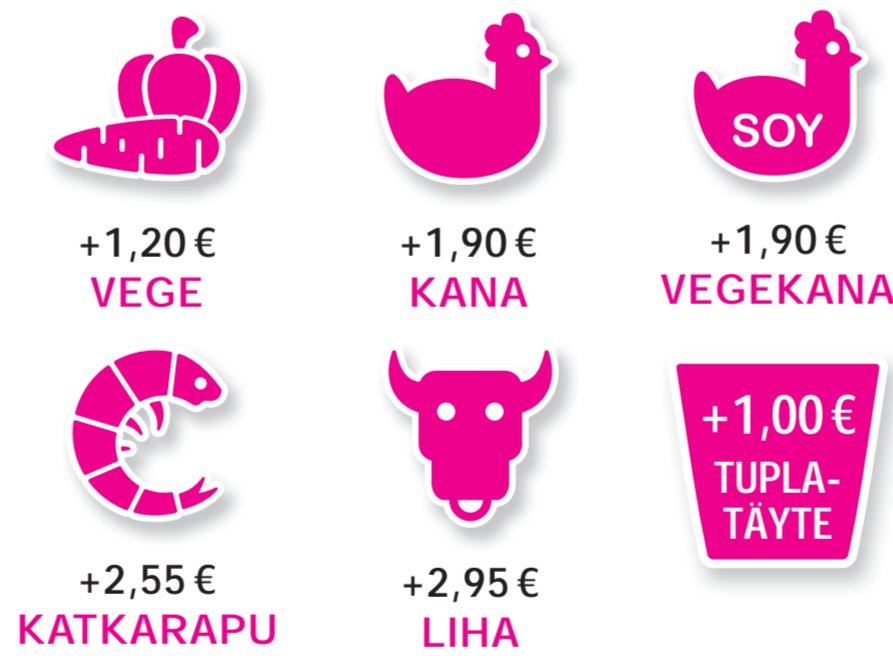 +1,20 €
VEGE
+1,90 €
KANA
SOY
+1,90 €
VEGEKANA
+2,55 €
KATKARAPU
+2,95 €
LIHA
+1,00 €
TUPLA-
TÄYTE